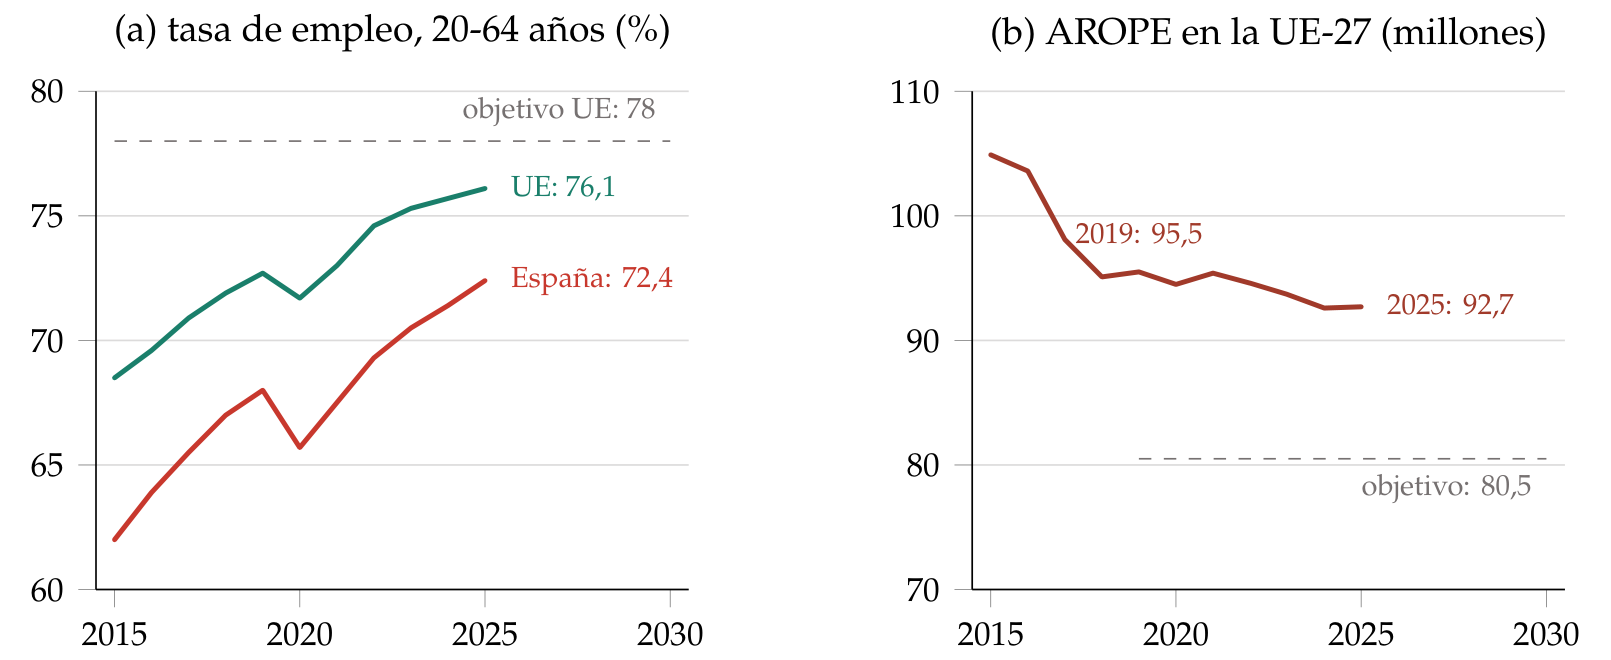 (a) tasa de empleo, 20-64 años (%)
80
75
70
65
60
objetivo UE: 78
UE: 76,1
España: 72,4
2015 2020 2025 2030
(b) AROPE en la UE-27 (millones)
110
100
90
80
70
2019: 95,5
2025: 92,7
objetivo: 80,5
2015 2020 2025 2030